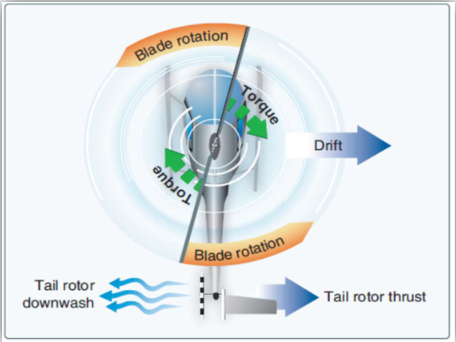 Blade rotation
Torque
Drift
Torque
Blade rotation
Tail rotor
downwash
Tail rotor thrust